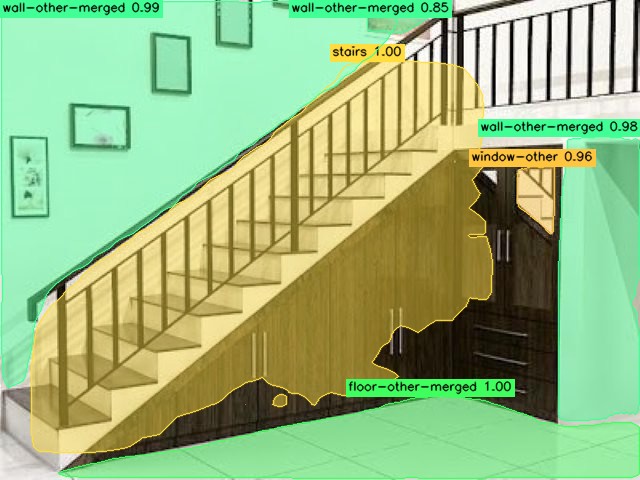 wall-other-merged 0.99
wall-other-merged 0.85
stairs 1.00
wall-other-merged 0.98
window-other 0.96
floor-other-merged 1.00